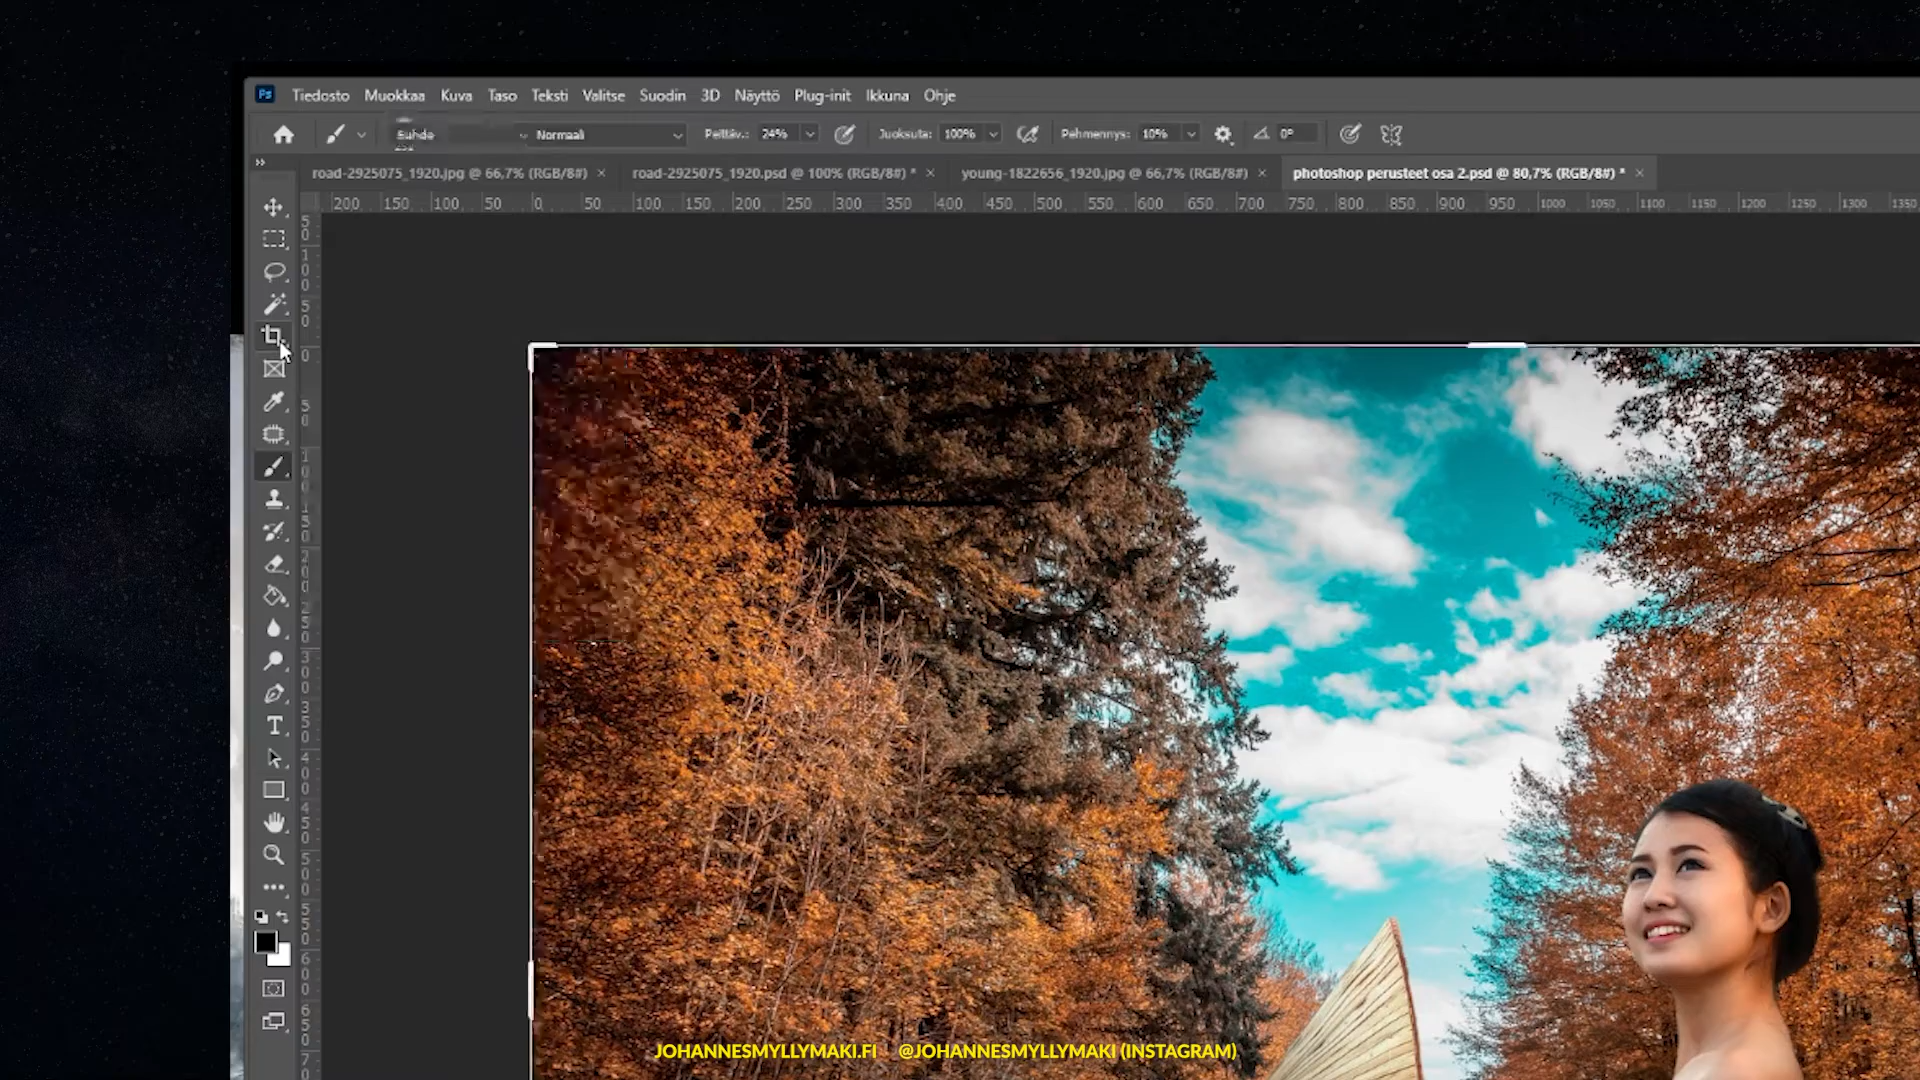 Ps Tiedosto Muokkaa Kuva Taso Teksti Valitse Suodin 3D Näyttö Plug-init Ikkuna Ohje
Suhde Normaali Peittäv.: 24% Juoksuta: 100% Pehmennys: 10% 0°
road-2925075_1920.jpg @ 66,7% (RGB/8#) × road-2925075_1920.psd @ 100% (RGB/8#) * × young-1822656_1920.jpg @ 66,7% (RGB/8#) × photoshop perusteet osa 2.psd @ 80,7% (RGB/8#) * ×
200 150 100 50 0 50 100 150 200 250 300 350 400 450 500 550 600 650 700 750 800 850 900 950 1000 1050 1100 1150 1200 1250 1300 1350
JOHANNESMYLLYMAKI.FI @JOHANNESMYLLYMAKI (INSTAGRAM)